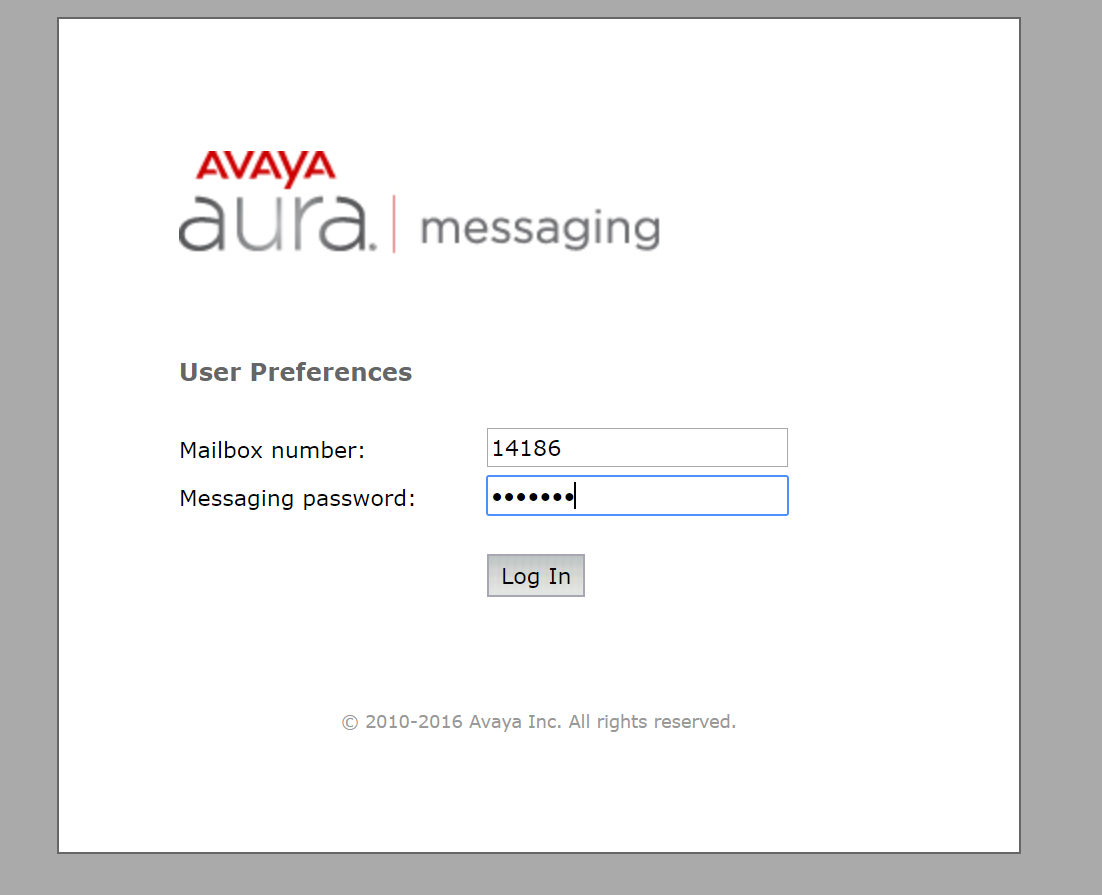 AVAYA
aura. | messaging
User Preferences
Mailbox number: 14186
Messaging password: •••••••
Log In
© 2010-2016 Avaya Inc. All rights reserved.